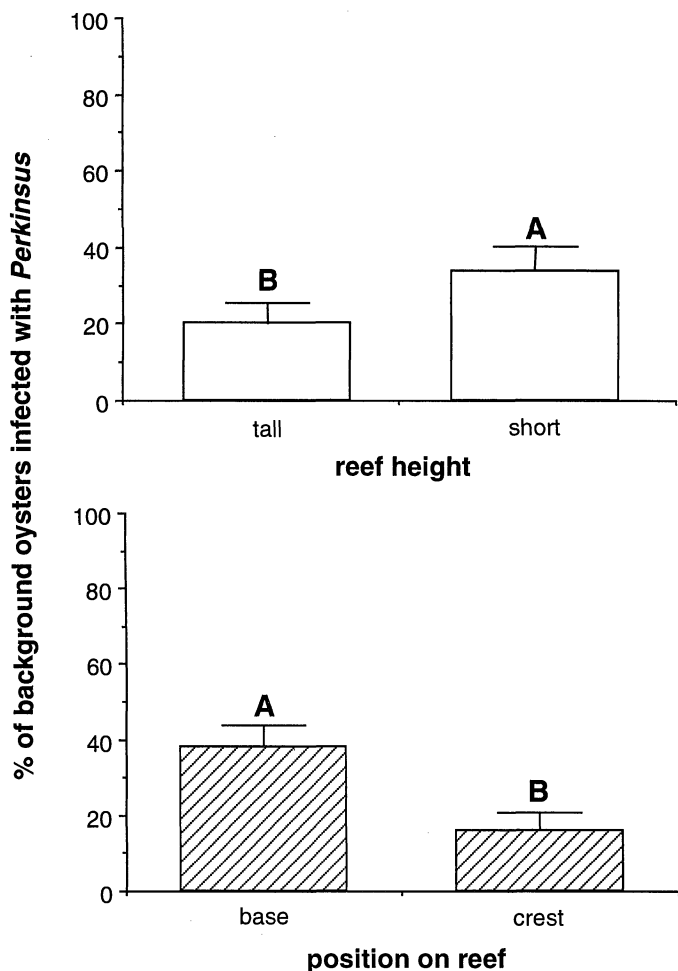 % of background oysters infected with Perkinsus
100
80
60
40
20
0
B
A
tall short
reef height
100
80
60
40
20
0
A
B
base crest
position on reef